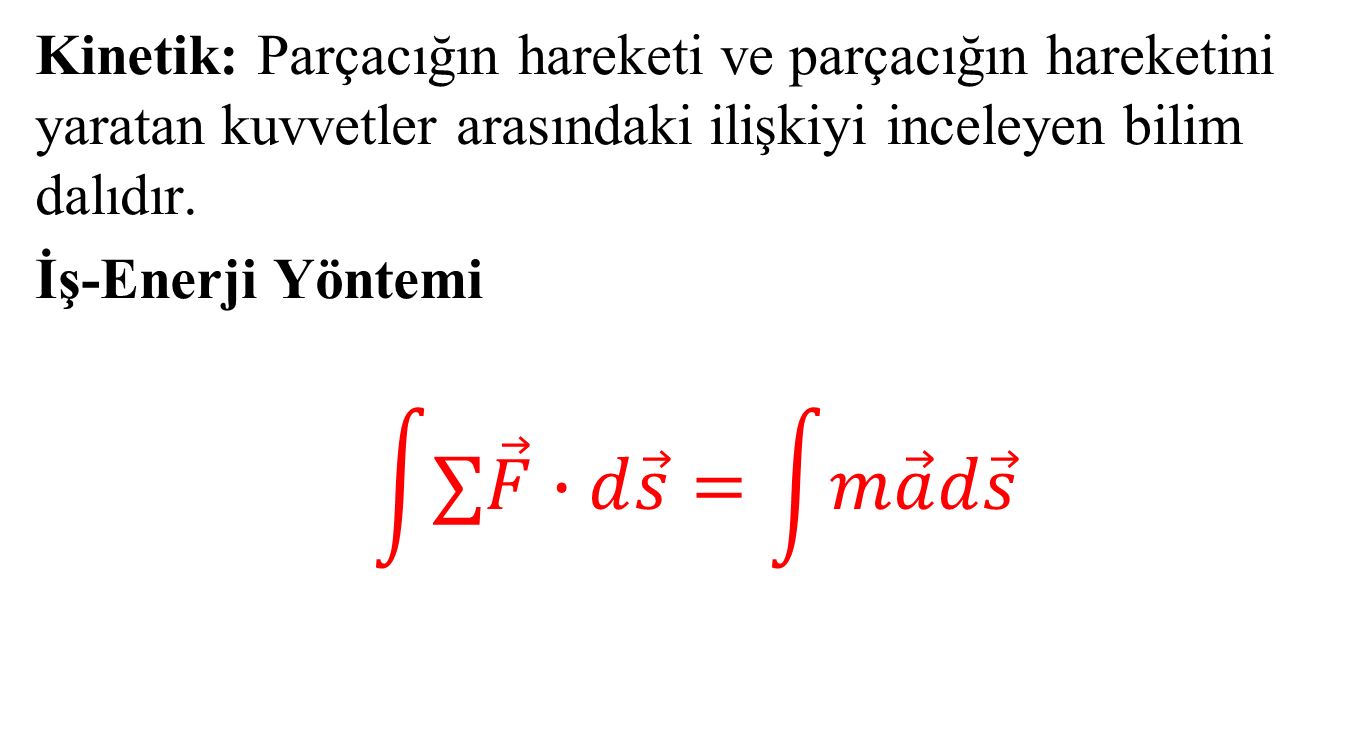 Kinetik: Parçacığın hareketi ve parçacığın hareketini
yaratan kuvvetler arasındaki ilişkiyi inceleyen bilim
dalıdır.
İş-Enerji Yöntemi
∫∑F⃗ · ds⃗ = ∫ma⃗ds⃗